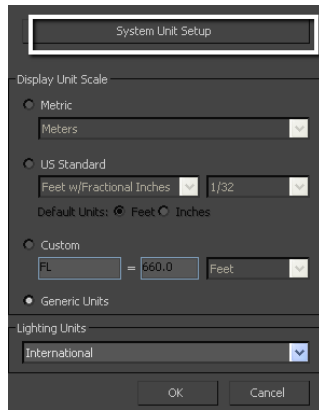 System Unit Setup
Display Unit Scale
Metric
Meters
US Standard
Feet w/Fractional Inches 1/32
Default Units: Feet Inches
Custom
FL = 660.0 Feet
Generic Units
Lighting Units
International
OK Cancel